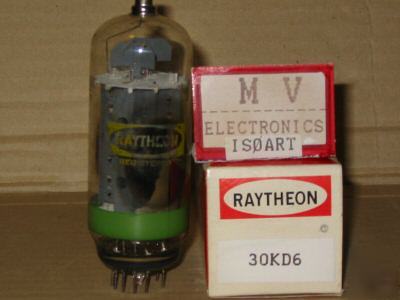 RAYTHEON
M V
ELECTRONICS
ISØART
RAYTHEON
©
30KD6